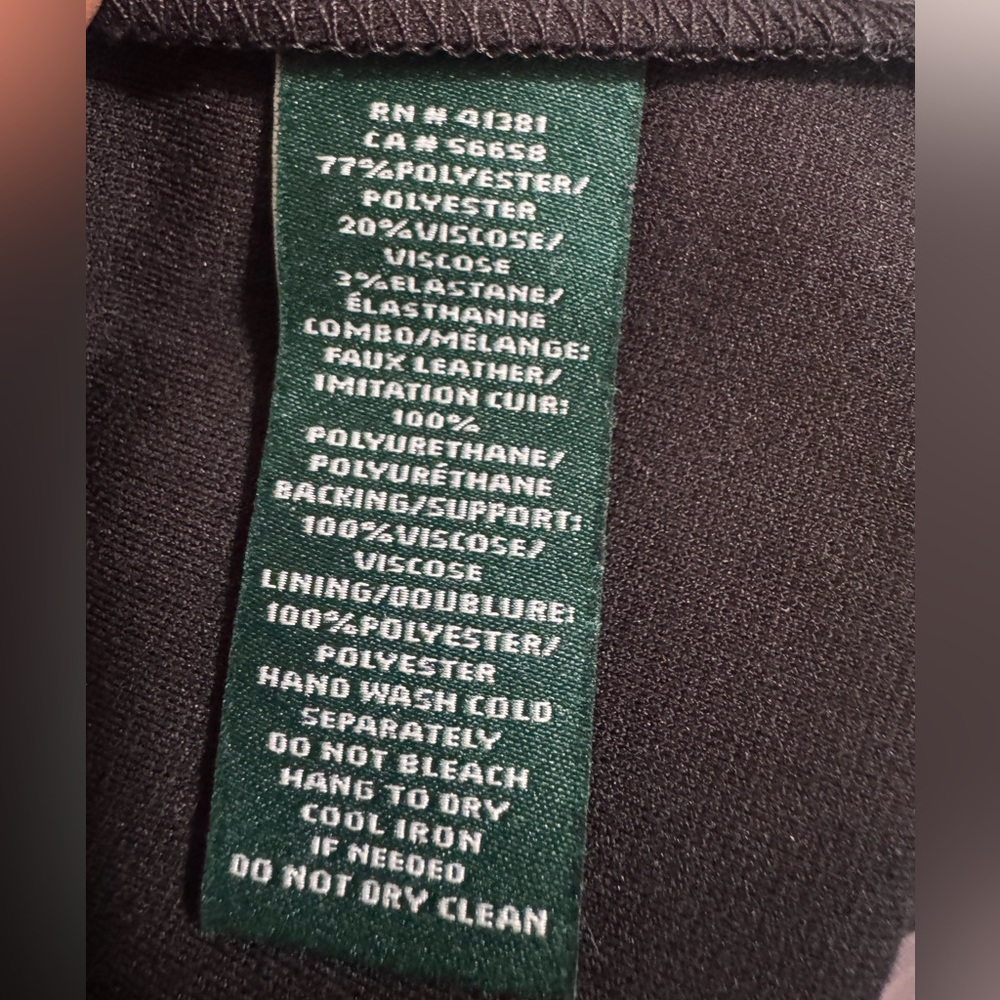 RN # 41381
CA # 56658
77%POLYESTER/
POLYESTER
20%VISCOSE/
VISCOSE
3%ELASTANE/
ÉLASTHANNE
COMBO/MÉLANGE:
FAUX LEATHER/
IMITATION CUIR:
100%
POLYURETHANE/
POLYURÉTHANE
BACKING/SUPPORT:
100%VISCOSE/
VISCOSE
LINING/DOUBLURE:
100%POLYESTER/
POLYESTER
HAND WASH COLD
SEPARATELY
DO NOT BLEACH
HANG TO DRY
COOL IRON
IF NEEDED
DO NOT DRY CLEAN